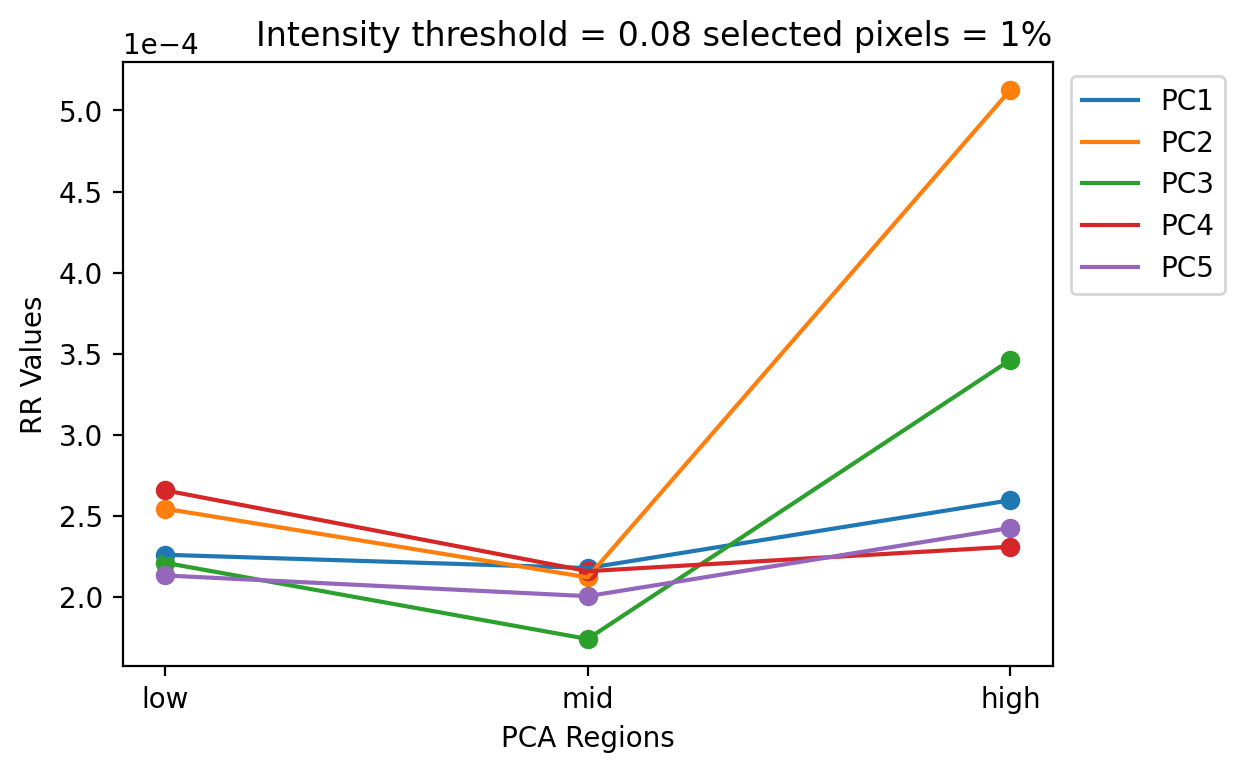 Intensity threshold = 0.08 selected pixels = 1%
1e−4
5.0
4.5
4.0
3.5
3.0
2.5
2.0
RR Values
low mid high
PCA Regions
PC1
PC2
PC3
PC4
PC5